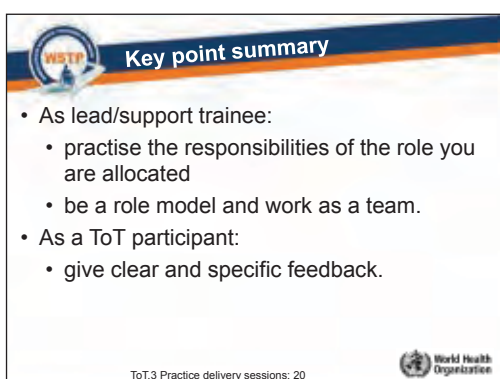 WSTP
Key point summary
• As lead/support trainee:
• practise the responsibilities of the role you
are allocated
• be a role model and work as a team.
• As a ToT participant:
• give clear and specific feedback.
ToT.3 Practice delivery sessions: 20
World Health
Organization